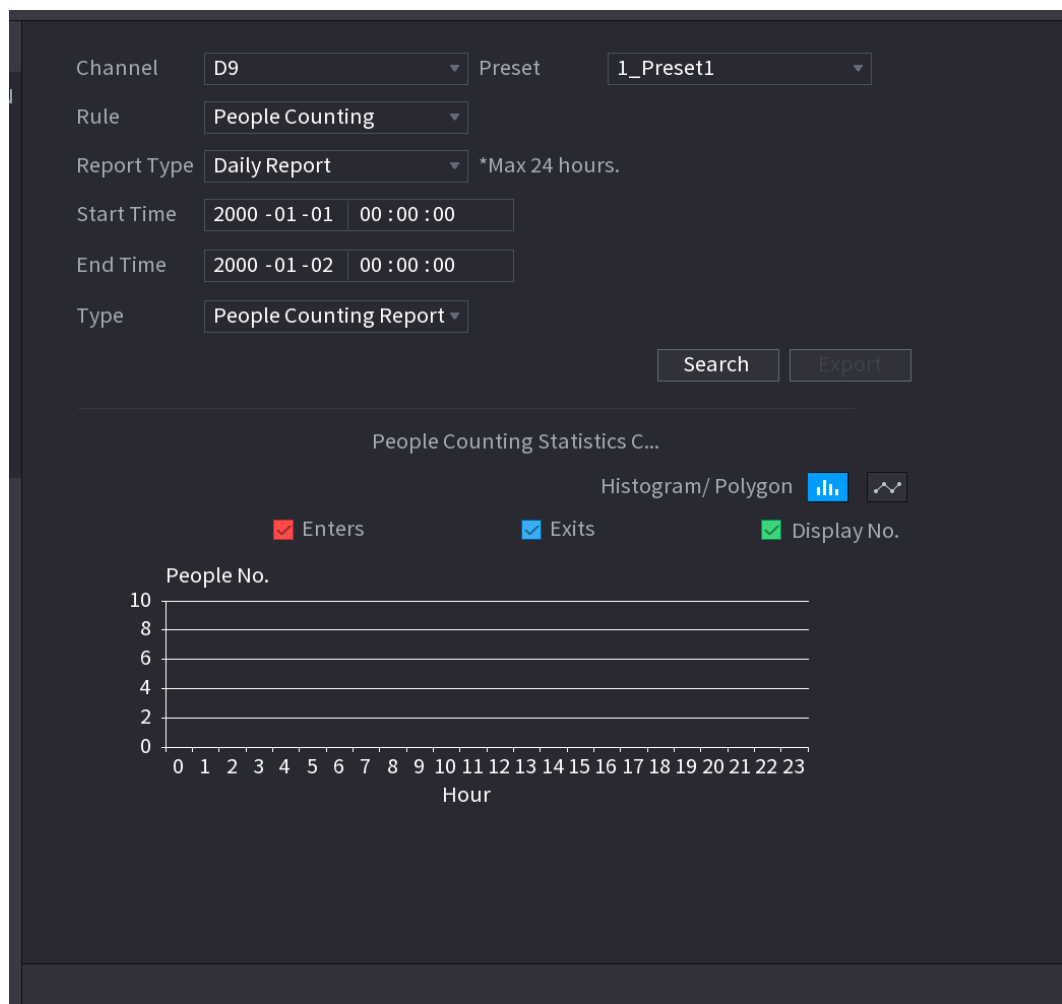 Channel D9 Preset 1_Preset1
Rule People Counting
Report Type Daily Report *Max 24 hours.
Start Time 2000 -01 -01 00 : 00 : 00
End Time 2000 -01 -02 00 : 00 : 00
Type People Counting Report
Search Export
People Counting Statistics C...
Histogram/ Polygon
Enters Exits Display No.
People No.
10
8
6
4
2
0
0 1 2 3 4 5 6 7 8 9 10 11 12 13 14 15 16 17 18 19 20 21 22 23
Hour